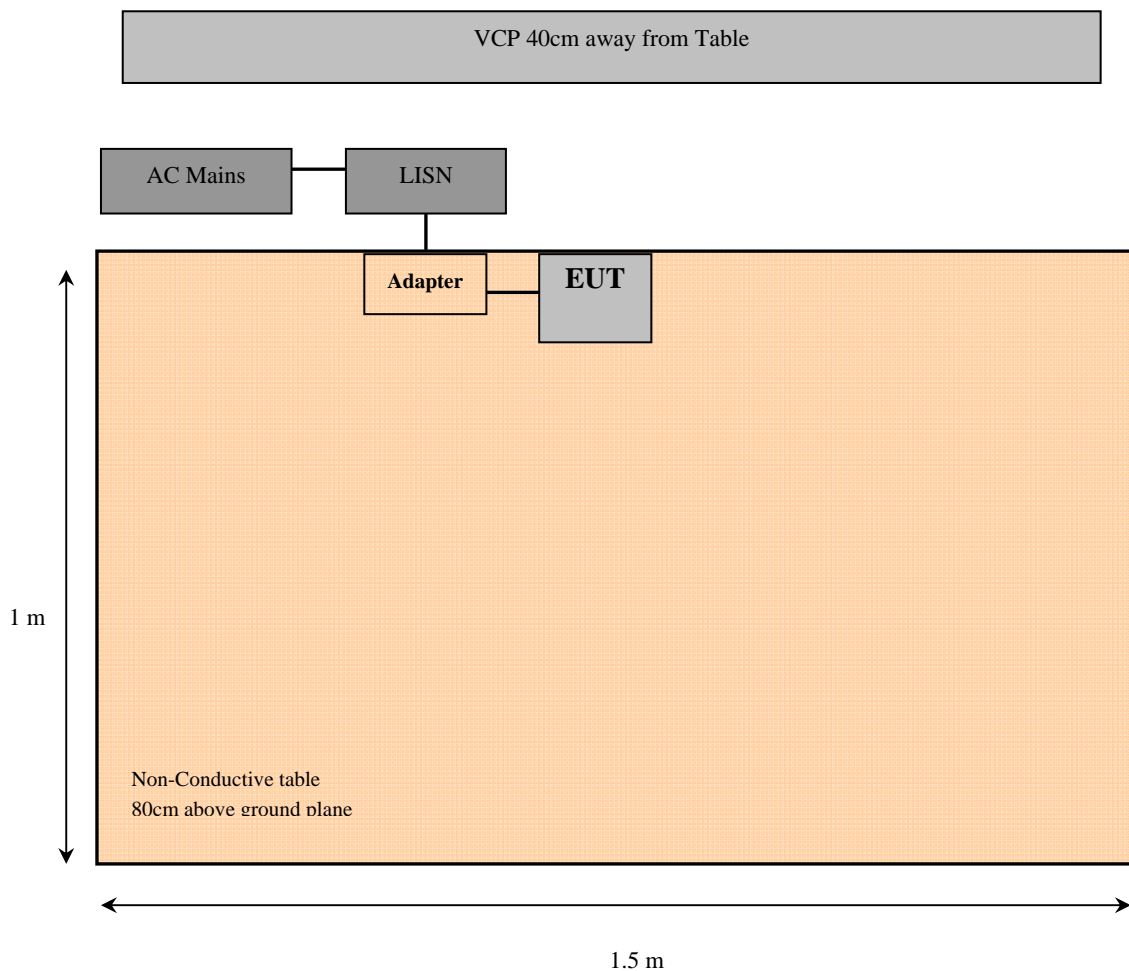 VCP 40cm away from Table
AC Mains
LISN
Adapter
EUT
1 m
Non-Conductive table
80cm above ground plane
1.5 m